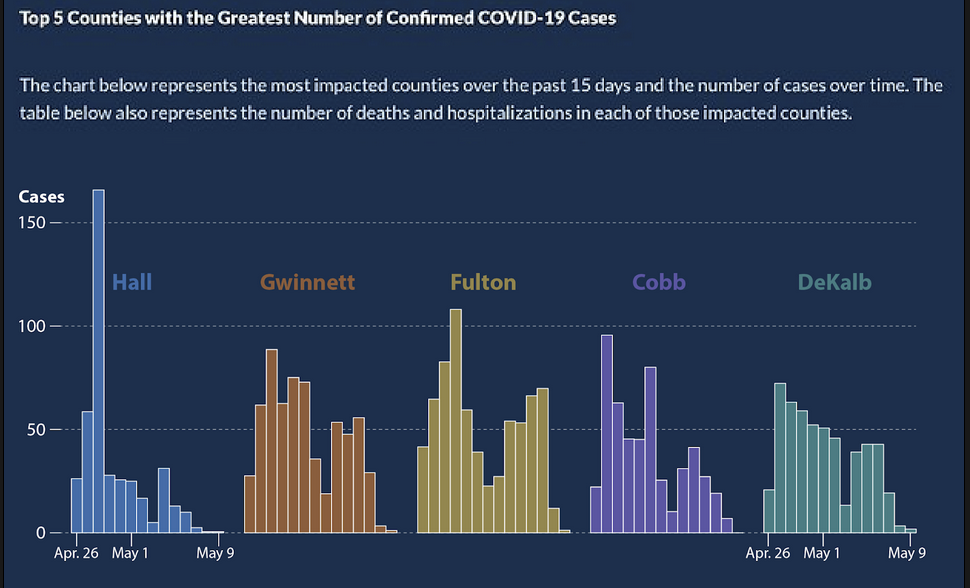 Top 5 Counties with the Greatest Number of Confirmed COVID-19 Cases
The chart below represents the most impacted counties over the past 15 days and the number of cases over time. The
table below also represents the number of deaths and hospitalizations in each of those impacted counties.
Cases
150
Hall
Gwinnett
Fulton
Cobb
DeKalb
100
50
0
Apr. 26 May 1 May 9 Apr. 26 May 1 May 9